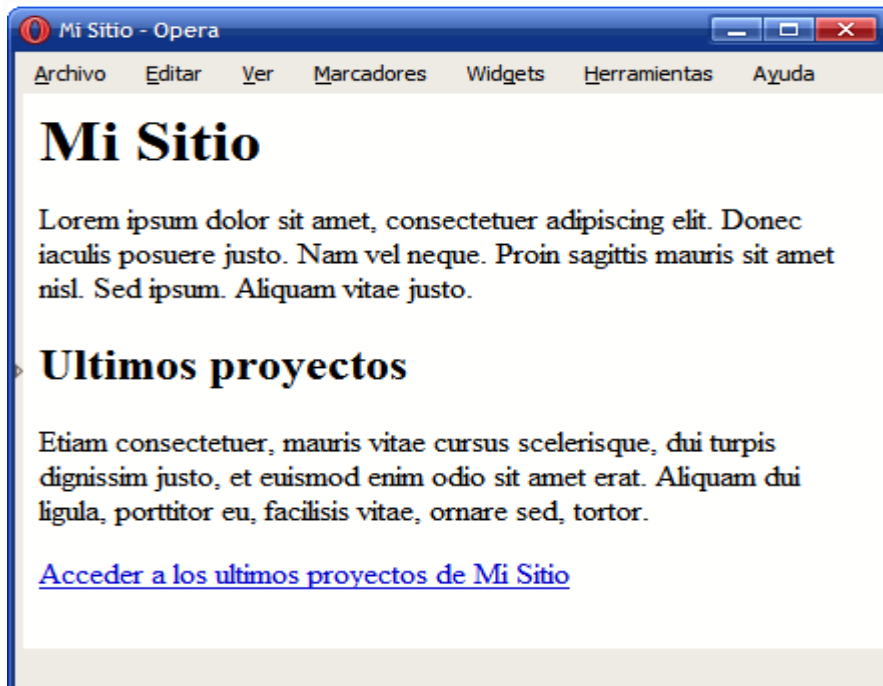 Mi Sitio - Opera
Archivo Editar Ver Marcadores Widgets Herramientas Ayuda
Mi Sitio
Lorem ipsum dolor sit amet, consectetuer adipiscing elit. Donec
iaculis posuere justo. Nam vel neque. Proin sagittis mauris sit amet
nisl. Sed ipsum. Aliquam vitae justo.
Ultimos proyectos
Etiam consectetuer, mauris vitae cursus scelerisque, dui turpis
dignissim justo, et euismod enim odio sit amet erat. Aliquam dui
ligula, porttitor eu, facilisis vitae, ornare sed, tortor.
Acceder a los ultimos proyectos de Mi Sitio